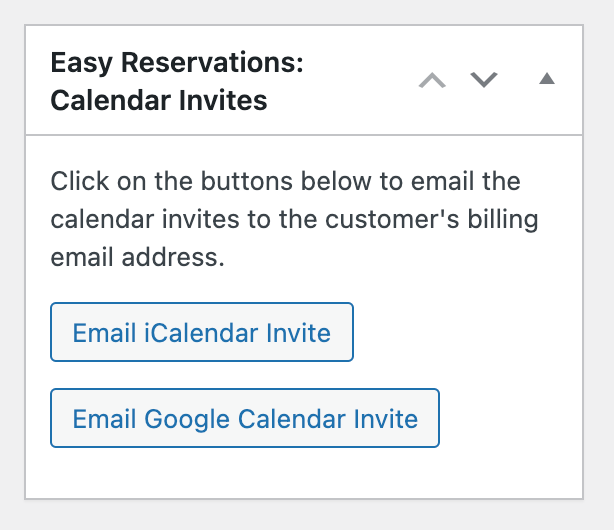 Easy Reservations:
Calendar Invites
Click on the buttons below to email the
calendar invites to the customer's billing
email address.
Email iCalendar Invite
Email Google Calendar Invite